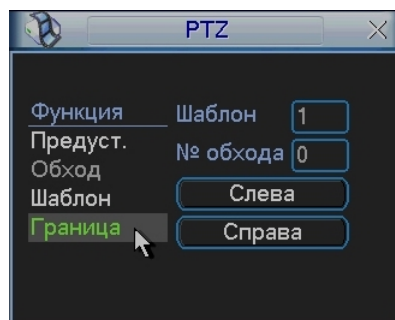 PTZ
Функция
Шаблон 1
Предуст.
№ обхода 0
Обход
Слева
Шаблон
Граница
Справа